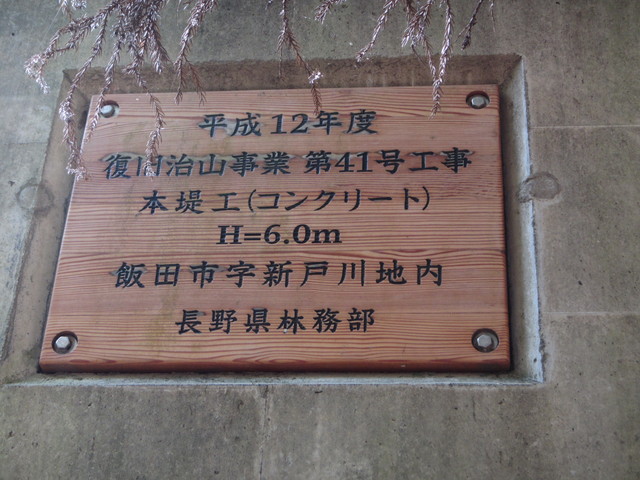 平成12年度
復旧治山事業 第41号工事
本堤工(コンクリート)
H=6.0m
飯田市字新戸川地内
長野県林務部